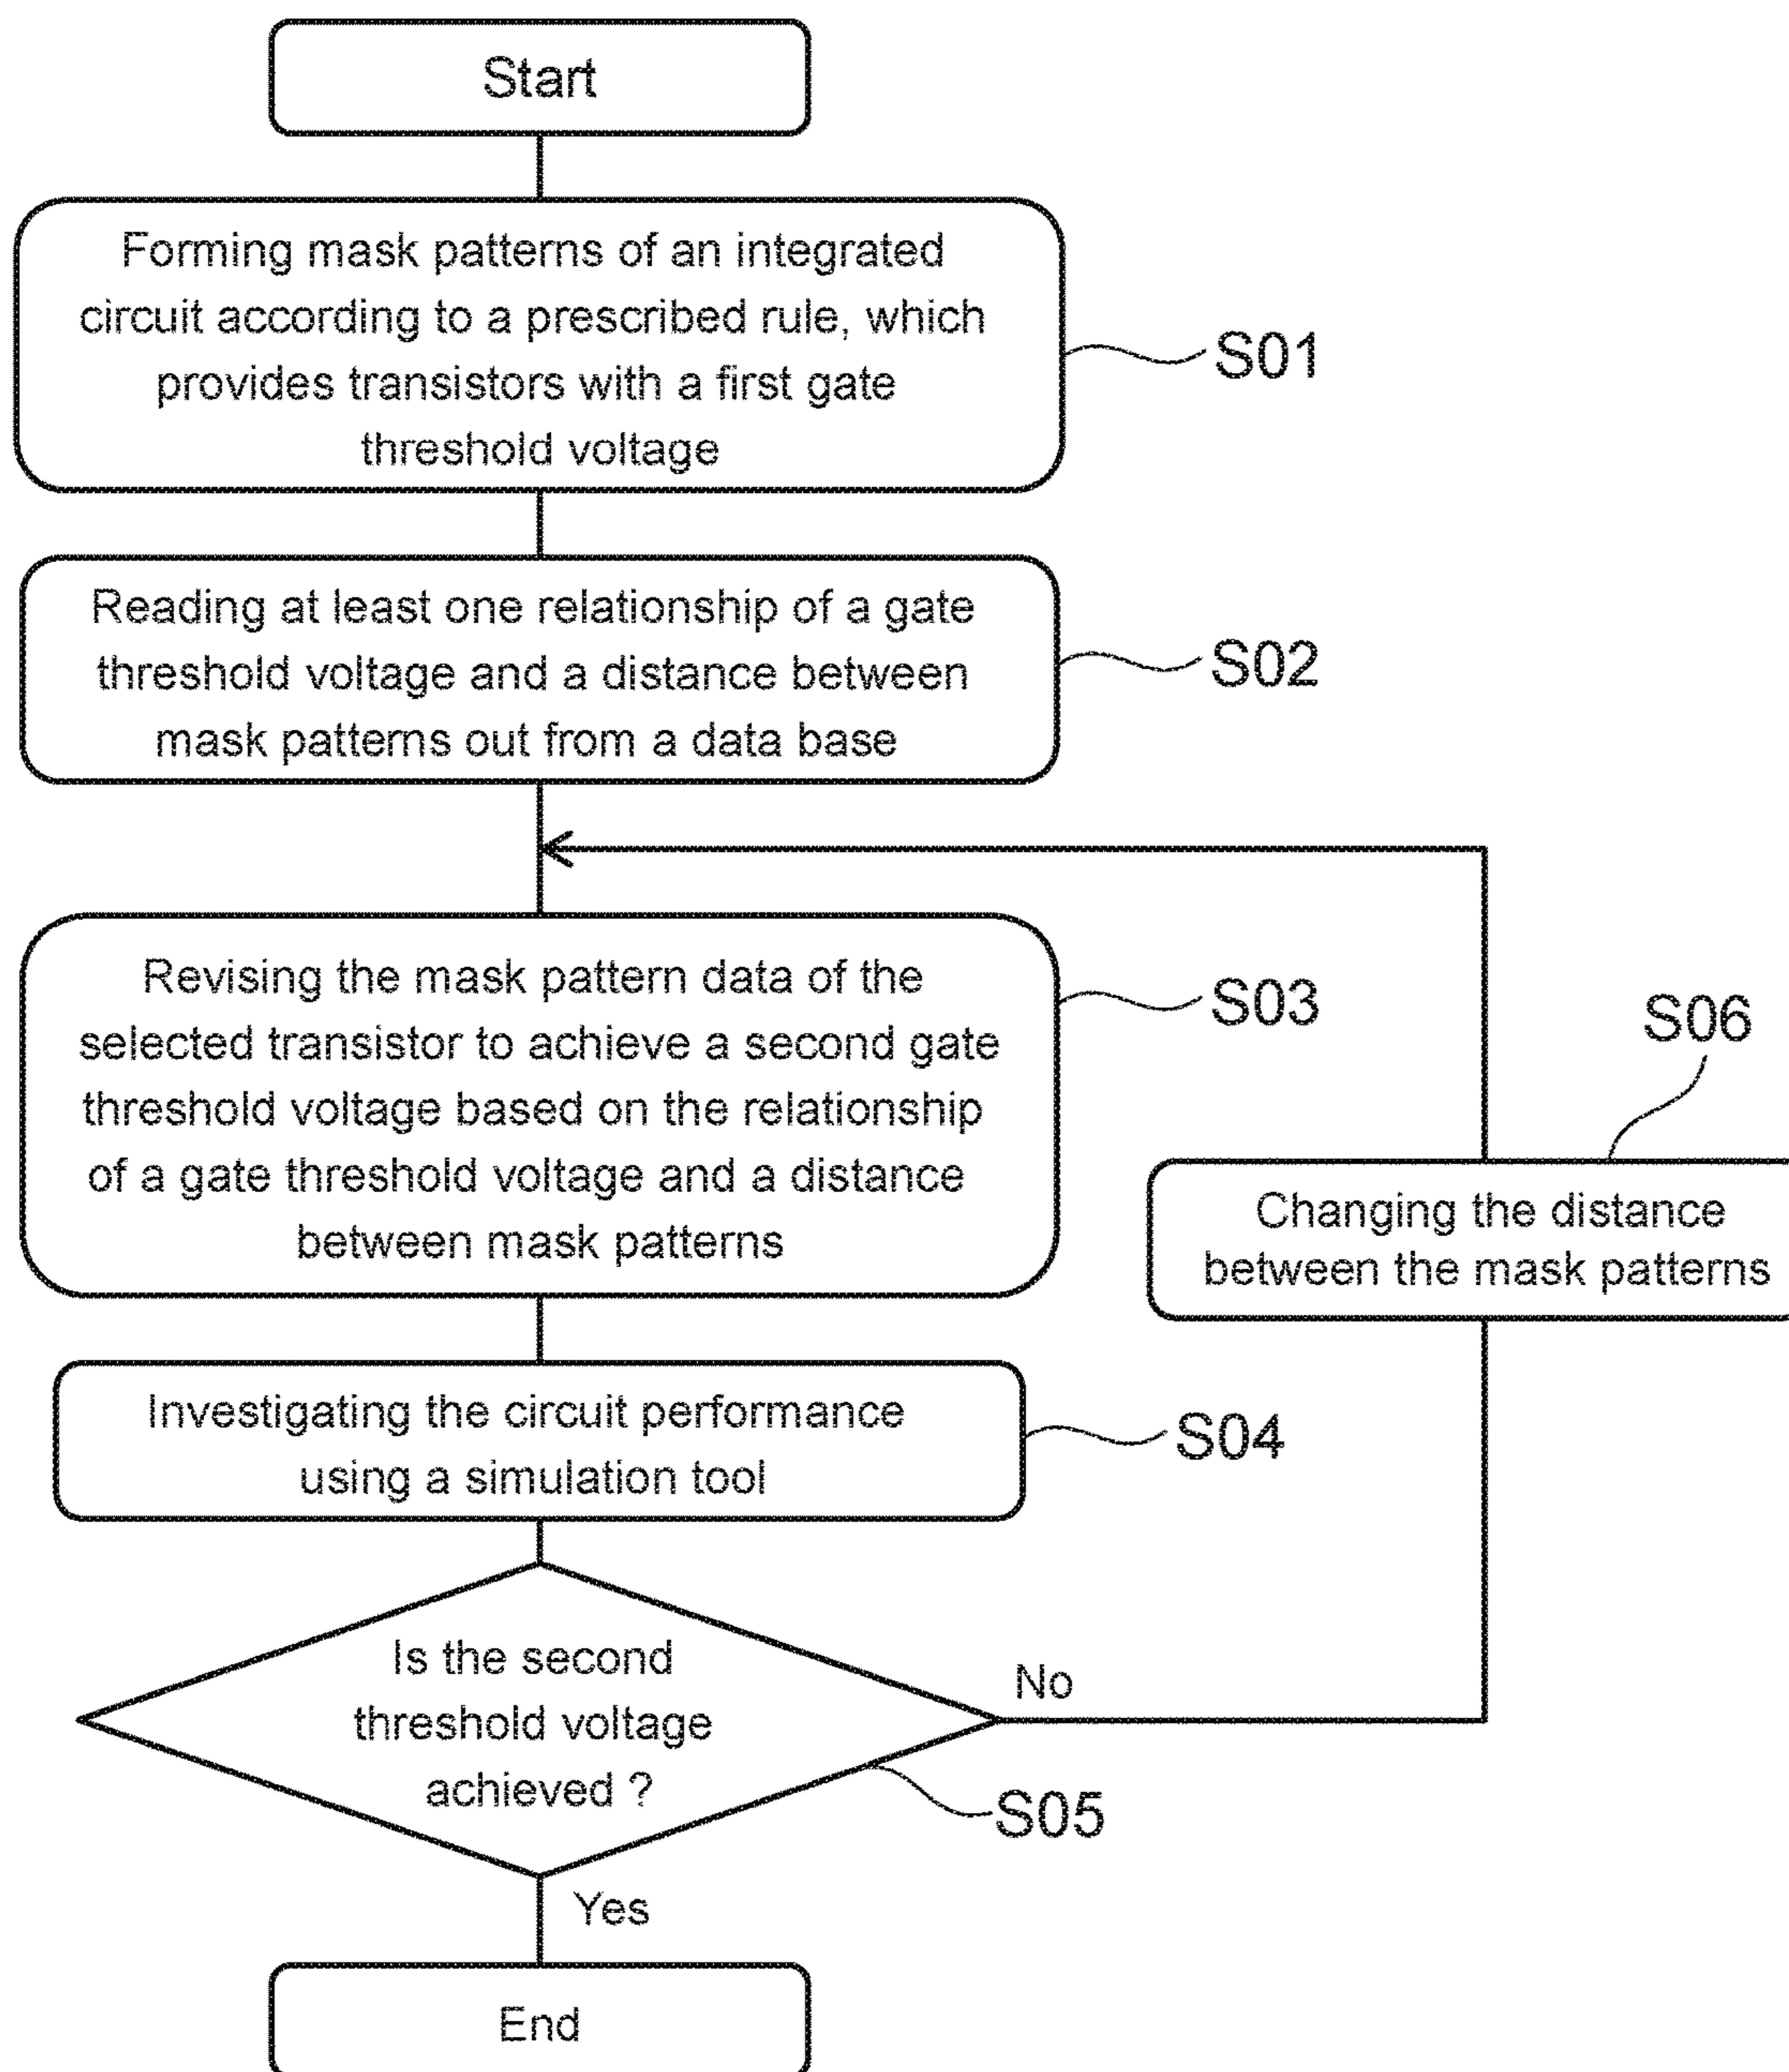 Start
Forming mask patterns of an integrated
circuit according to a prescribed rule, which
provides transistors with a first gate
threshold voltage
S01
Reading at least one relationship of a gate
threshold voltage and a distance between
mask patterns out from a data base
S02
Revising the mask pattern data of the
selected transistor to achieve a second gate
threshold voltage based on the relationship
of a gate threshold voltage and a distance
between mask patterns
S03
S06
Changing the distance
between the mask patterns
Investigating the circuit performance
using a simulation tool
S04
Is the second
threshold voltage
achieved ?
No
S05
Yes
End